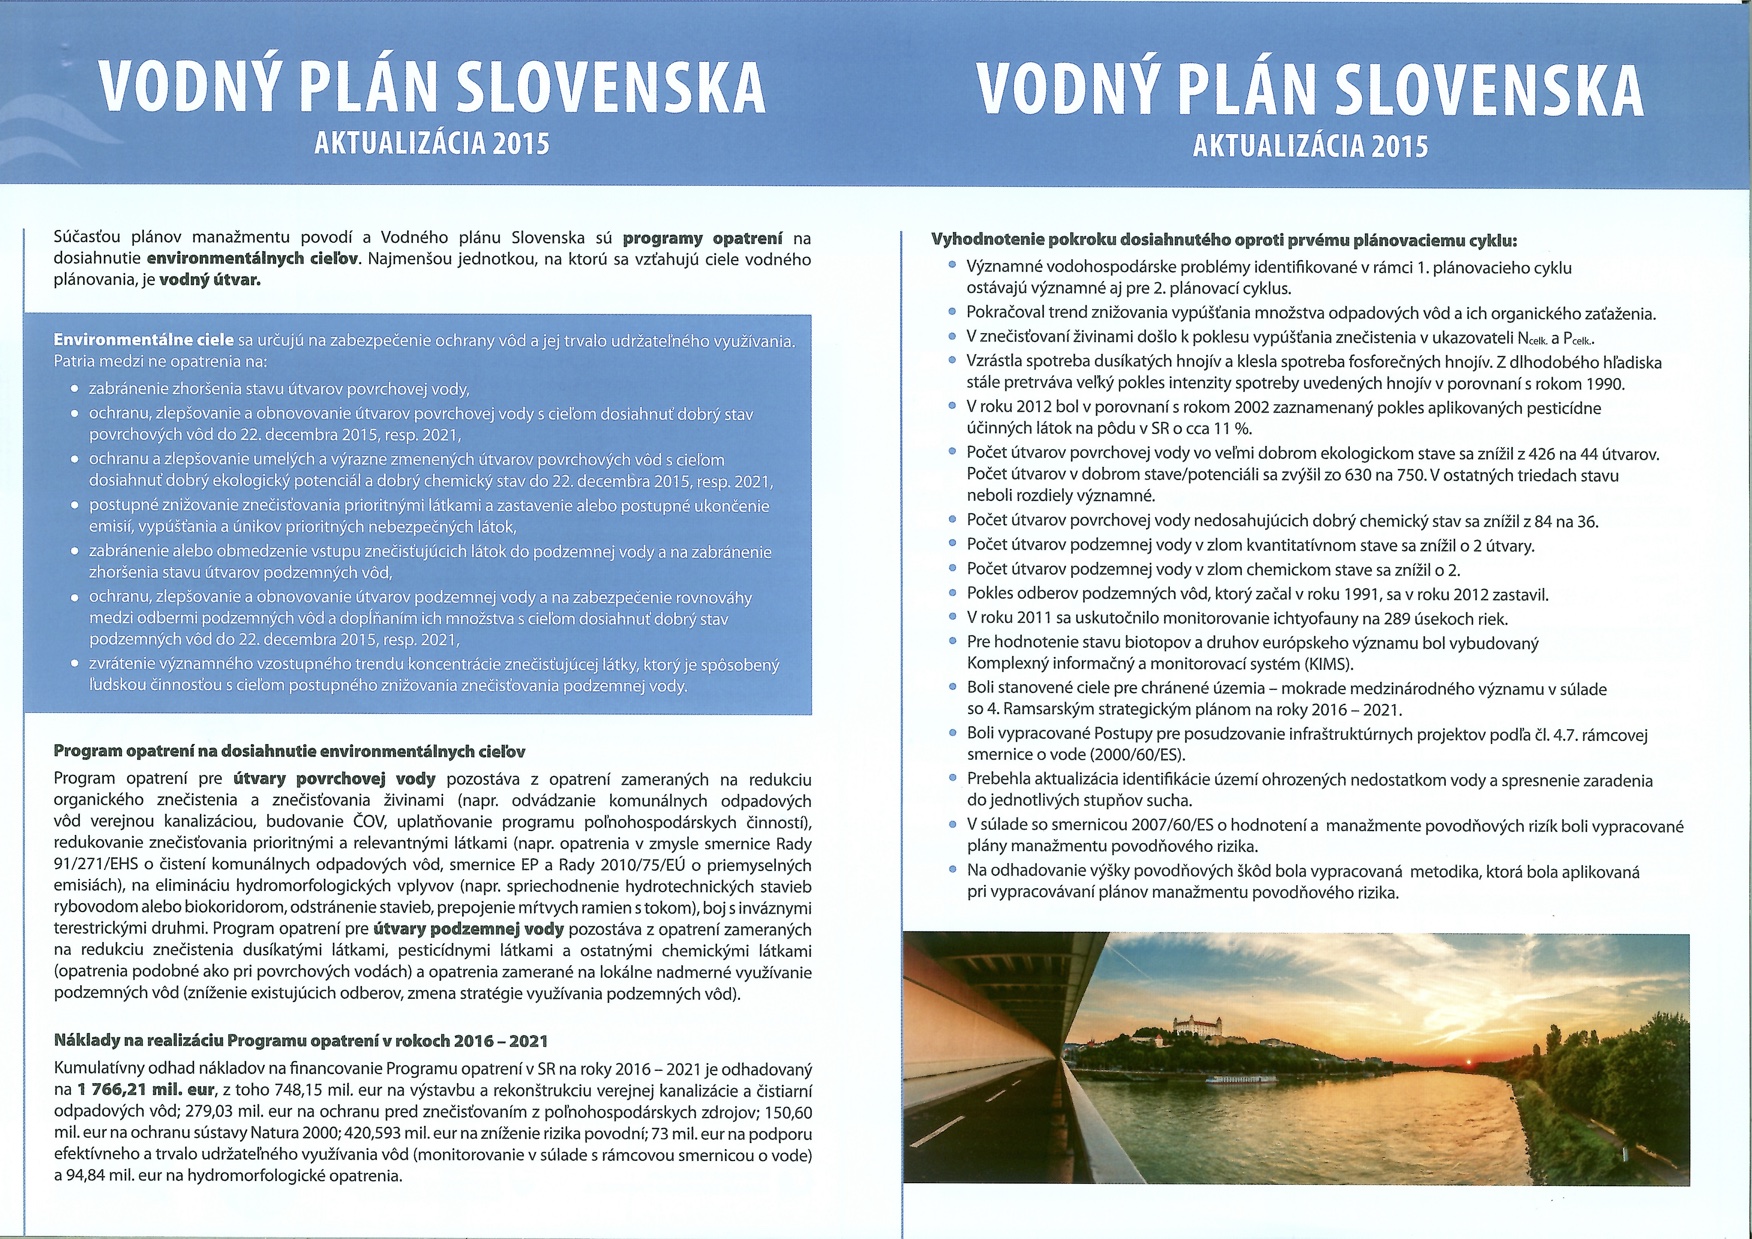 VODNÝ PLÁN SLOVENSKA
AKTUALIZÁCIA 2015
Súčasťou plánov manažmentu povodí a Vodného plánu Slovenska sú programy opatrení na
dosiahnutie environmentálnych cieľov. Najmenšou jednotkou, na ktorú sa vzťahujú ciele vodného
plánovania, je vodný útvar.
Environmentálne ciele sa určujú na zabezpečenie ochrany vôd a jej trvalo udržateľného využívania.
Patria medzi ne opatrenia na:
• zabránenie zhoršenia stavu útvarov povrchovej vody,
• ochranu, zlepšovanie a obnovovanie útvarov povrchovej vody s cieľom dosiahnuť dobrý stav
povrchových vôd do 22. decembra 2015, resp. 2021,
• ochranu a zlepšovanie umelých a výrazne zmenených útvarov povrchových vôd s cieľom
dosiahnuť dobrý ekologický potenciál a dobrý chemický stav do 22. decembra 2015, resp. 2021,
• postupné znižovanie znečisťovania prioritnými látkami a zastavenie alebo postupné ukončenie
emisií, vypúšťania a únikov prioritných nebezpečných látok,
• zabránenie alebo obmedzenie vstupu znečisťujúcich látok do podzemnej vody a na zabránenie
zhoršenia stavu útvarov podzemných vôd,
• ochranu, zlepšovanie a obnovovanie útvarov podzemnej vody a na zabezpečenie rovnováhy
medzi odbermi podzemných vôd a dopĺňaním ich množstva s cieľom dosiahnuť dobrý stav
podzemných vôd do 22. decembra 2015, resp. 2021,
• zvrátenie významného vzostupného trendu koncentrácie znečisťujúcej látky, ktorý je spôsobený
ľudskou činnosťou s cieľom postupného znižovania znečisťovania podzemnej vody.
Program opatrení na dosiahnutie environmentálnych cieľov
Program opatrení pre útvary povrchovej vody pozostáva z opatrení zameraných na redukciu
organického znečistenia a znečisťovania živinami (napr. odvádzanie komunálnych odpadových
vôd verejnou kanalizáciou, budovanie ČOV, uplatňovanie programu poľnohospodárskych činností),
redukovanie znečisťovania prioritnými a relevantnými látkami (napr. opatrenia v zmysle smernice Rady
91/271/EHS o čistení komunálnych odpadových vôd, smernice EP a Rady 2010/75/EÚ o priemyselných
emisiách), na elimináciu hydromorfologických vplyvov (napr. spriechodnenie hydrotechnických stavieb
rybovodom alebo biokoridorom, odstránenie stavieb, prepojenie mŕtvych ramien s tokom), boj s inváznymi
terestrickými druhmi. Program opatrení pre útvary podzemnej vody pozostáva z opatrení zameraných
na redukciu znečistenia dusíkatými látkami, pesticídnymi látkami a ostatnými chemickými látkami
(opatrenia podobné ako pri povrchových vodách) a opatrenia zamerané na lokálne nadmerné využívanie
podzemných vôd (zníženie existujúcich odberov, zmena stratégie využívania podzemných vôd).
Náklady na realizáciu Programu opatrení v rokoch 2016 – 2021
Kumulatívny odhad nákladov na financovanie Programu opatrení v SR na roky 2016 – 2021 je odhadovaný
na 1 766,21 mil. eur, z toho 748,15 mil. eur na výstavbu a rekonštrukciu verejnej kanalizácie a čistiarní
odpadových vôd; 279,03 mil. eur na ochranu pred znečisťovaním z poľnohospodárskych zdrojov; 150,60
mil. eur na ochranu sústavy Natura 2000; 420,593 mil. eur na zníženie rizika povodní; 73 mil. eur na podporu
efektívneho a trvalo udržateľného využívania vôd (monitorovanie v súlade s rámcovou smernicou o vode)
a 94,84 mil. eur na hydromorfologické opatrenia.
VODNÝ PLÁN SLOVENSKA
AKTUALIZÁCIA 2015
Vyhodnotenie pokroku dosiahnutého oproti prvému plánovaciemu cyklu:
• Významné vodohospodárske problémy identifikované v rámci 1. plánovacieho cyklu
ostávajú významné aj pre 2. plánovací cyklus.
• Pokračoval trend znižovania vypúšťania množstva odpadových vôd a ich organického zaťaženia.
• V znečisťovaní živinami došlo k poklesu vypúšťania znečistenia v ukazovateli Ncelk. a Pcelk..
• Vzrástla spotreba dusíkatých hnojív a klesla spotreba fosforečných hnojív. Z dlhodobého hľadiska
stále pretrváva veľký pokles intenzity spotreby uvedených hnojív v porovnaní s rokom 1990.
• V roku 2012 bol v porovnaní s rokom 2002 zaznamenaný pokles aplikovaných pesticídne
účinných látok na pôdu v SR o cca 11 %.
• Počet útvarov povrchovej vody vo veľmi dobrom ekologickom stave sa znížil z 426 na 44 útvarov.
Počet útvarov v dobrom stave/potenciáli sa zvýšil zo 630 na 750. V ostatných triedach stavu
neboli rozdiely významné.
• Počet útvarov povrchovej vody nedosahujúcich dobrý chemický stav sa znížil z 84 na 36.
• Počet útvarov podzemnej vody v zlom kvantitatívnom stave sa znížil o 2 útvary.
• Počet útvarov podzemnej vody v zlom chemickom stave sa znížil o 2.
• Pokles odberov podzemných vôd, ktorý začal v roku 1991, sa v roku 2012 zastavil.
• V roku 2011 sa uskutočnilo monitorovanie ichtyofauny na 289 úsekoch riek.
• Pre hodnotenie stavu biotopov a druhov európskeho významu bol vybudovaný
Komplexný informačný a monitorovací systém (KIMS).
• Boli stanovené ciele pre chránené územia – mokrade medzinárodného významu v súlade
so 4. Ramsarským strategickým plánom na roky 2016 – 2021.
• Boli vypracované Postupy pre posudzovanie infraštruktúrnych projektov podľa čl. 4.7. rámcovej
smernice o vode (2000/60/ES).
• Prebehla aktualizácia identifikácie území ohrozených nedostatkom vody a spresnenie zaradenia
do jednotlivých stupňov sucha.
• V súlade so smernicou 2007/60/ES o hodnotení a manažmente povodňových rizík boli vypracované
plány manažmentu povodňového rizika.
• Na odhadovanie výšky povodňových škôd bola vypracovaná metodika, ktorá bola aplikovaná
pri vypracovávaní plánov manažmentu povodňového rizika.